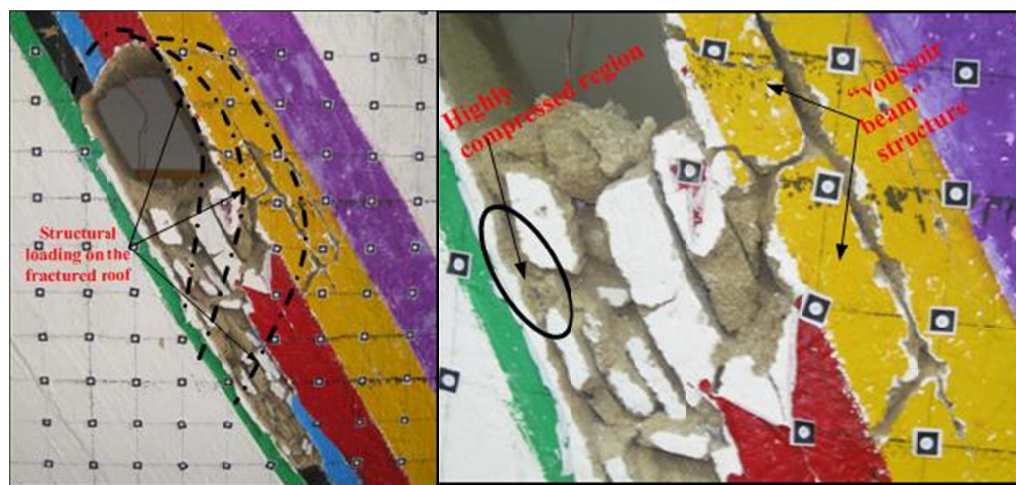 Structural
loading on the
fractured roof
Highly
compressed region
"voussoir
beam"
structure